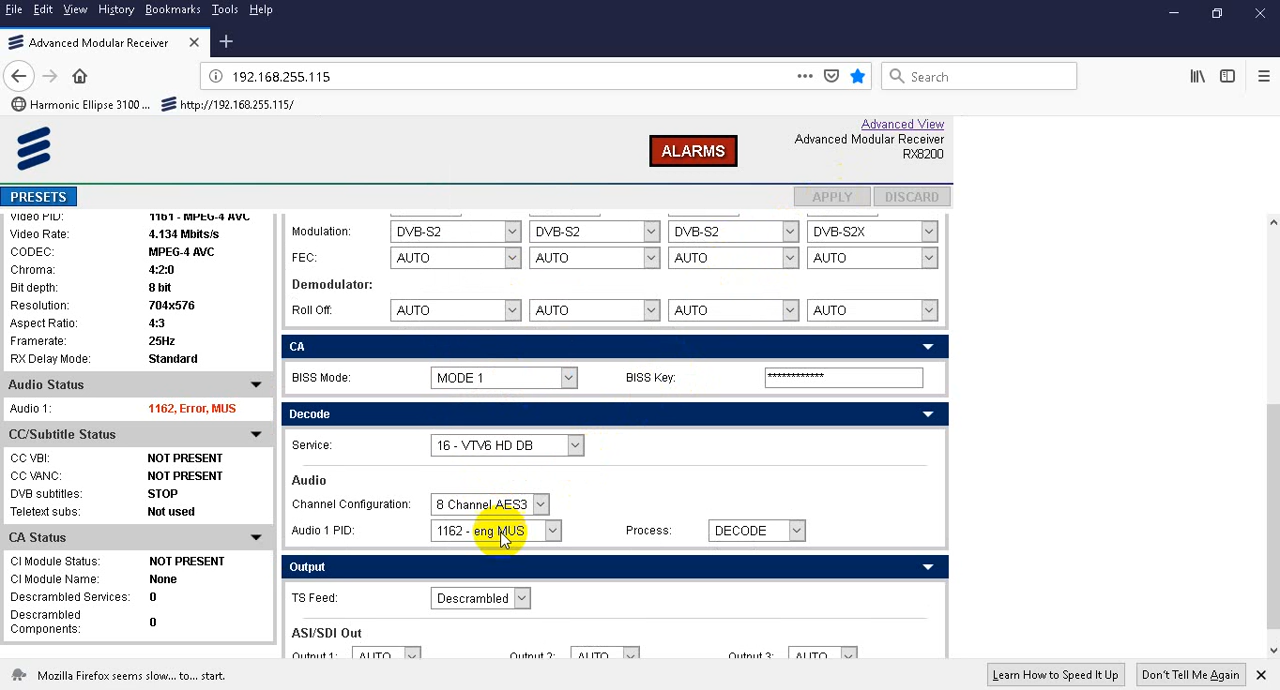 File Edit View History Bookmarks Tools Help
Advanced Modular Receiver
192.168.255.115
Search
Harmonic Ellipse 3100 ... http://192.168.255.115/
Advanced View
ALARMS
Advanced Modular Receiver
RX8200
PRESETS
APPLY DISCARD
Video PID: 1161 - MPEG-4 AVC
Video Rate: 4.134 Mbits/s
CODEC: MPEG-4 AVC
Chroma: 4:2:0
Bit depth: 8 bit
Resolution: 704x576
Aspect Ratio: 4:3
Framerate: 25Hz
RX Delay Mode: Standard
Audio Status
Audio 1: 1162, Error, MUS
CC/Subtitle Status
CC VBI: NOT PRESENT
CC VANC: NOT PRESENT
DVB subtitles: STOP
Teletext subs: Not used
CA Status
CI Module Status: NOT PRESENT
CI Module Name: None
Descrambled Services: 0
Descrambled
Components: 0
Modulation: DVB-S2 DVB-S2 DVB-S2 DVB-S2X
FEC: AUTO AUTO AUTO AUTO
Demodulator:
Roll Off: AUTO AUTO AUTO AUTO
CA
BISS Mode: MODE 1 BISS Key: ************
Decode
Service: 16 - VTV6 HD DB
Audio
Channel Configuration: 8 Channel AES3
Audio 1 PID: 1162 - eng MUS Process: DECODE
Output
TS Feed: Descrambled
ASI/SDI Out
Output 1: AUTO Output 2: AUTO Output 3: AUTO
Mozilla Firefox seems slow... to... start.
Learn How to Speed It Up Don't Tell Me Again